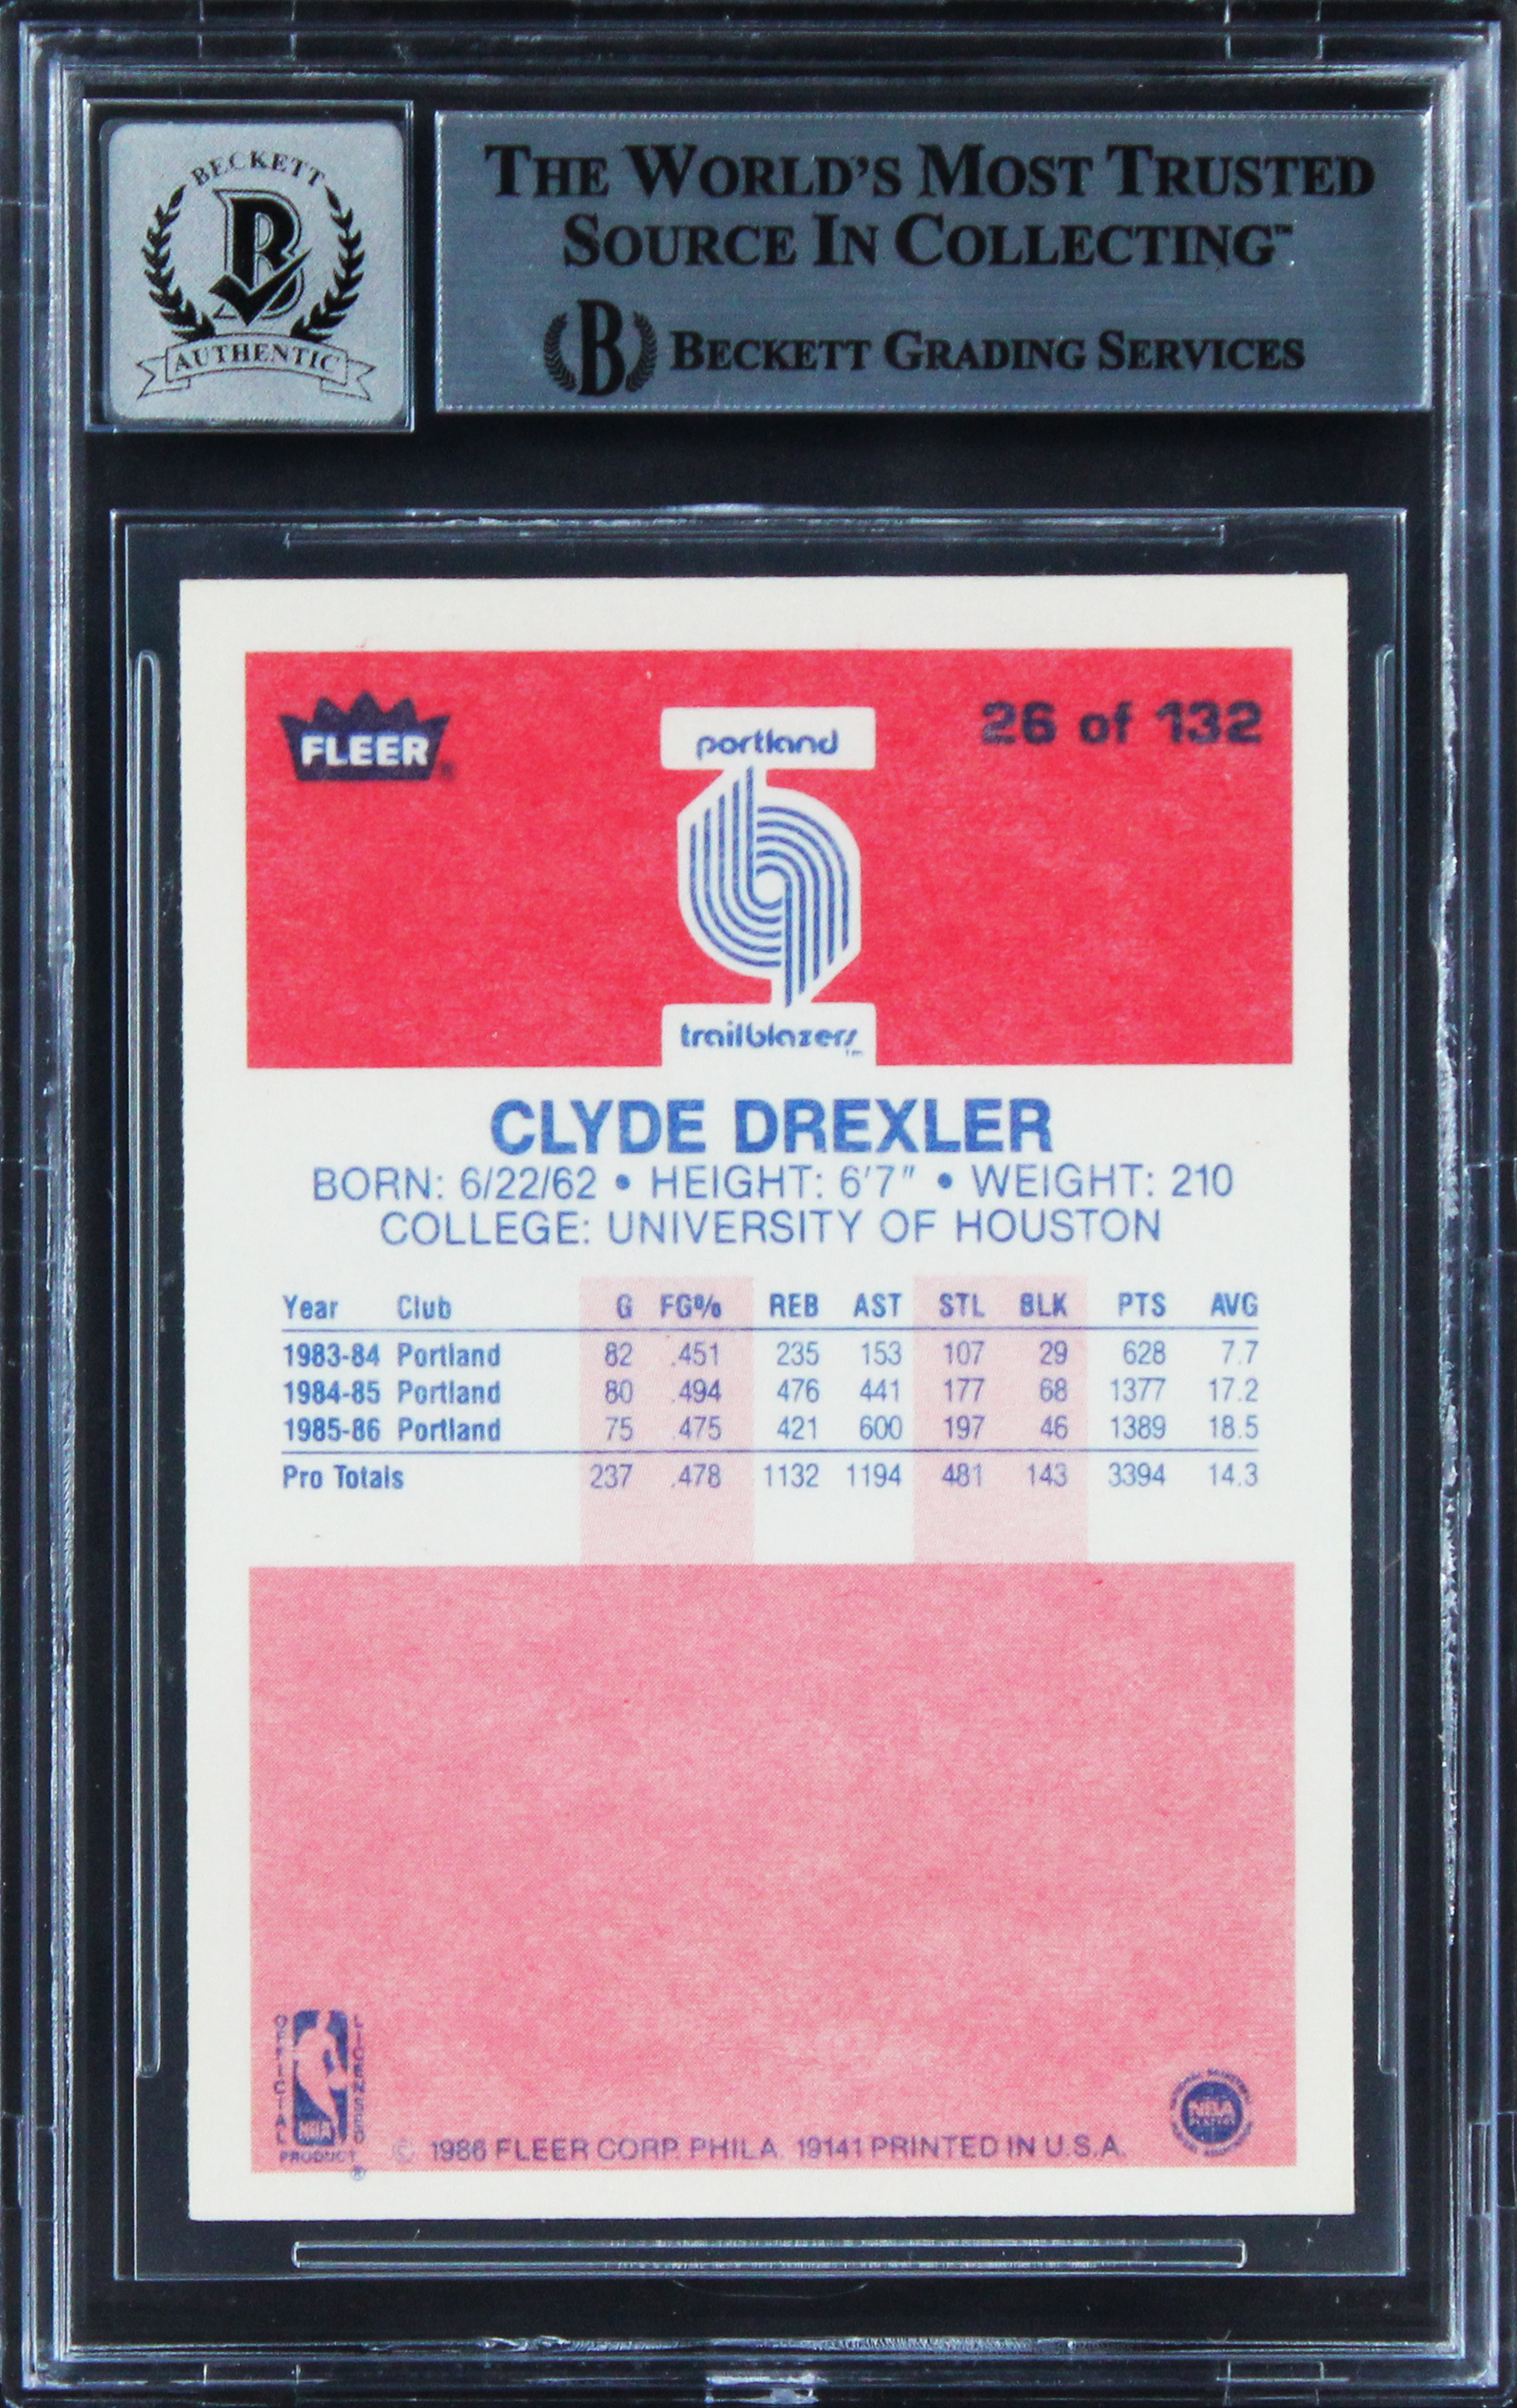 BECKETT
B
AUTHENTIC
THE WORLD'S MOST TRUSTED
SOURCE IN COLLECTING™
B BECKETT GRADING SERVICES
FLEER®
26 of 132
portland
trailblazers™
CLYDE DREXLER
BORN: 6/22/62 • HEIGHT: 6'7" • WEIGHT: 210
COLLEGE: UNIVERSITY OF HOUSTON
Year Club G FG% REB AST STL BLK PTS AVG
1983-84 Portland 82 .451 235 153 107 29 628 7.7
1984-85 Portland 80 .494 476 441 177 68 1377 17.2
1985-86 Portland 75 .475 421 600 197 46 1389 18.5
Pro Totals 237 .478 1132 1194 481 143 3394 14.3
OFFICIAL
LICENSED
NBA
PRODUCT®
© 1986 FLEER CORP. PHILA. 19141 PRINTED IN U.S.A.
NBA
PLAYERS